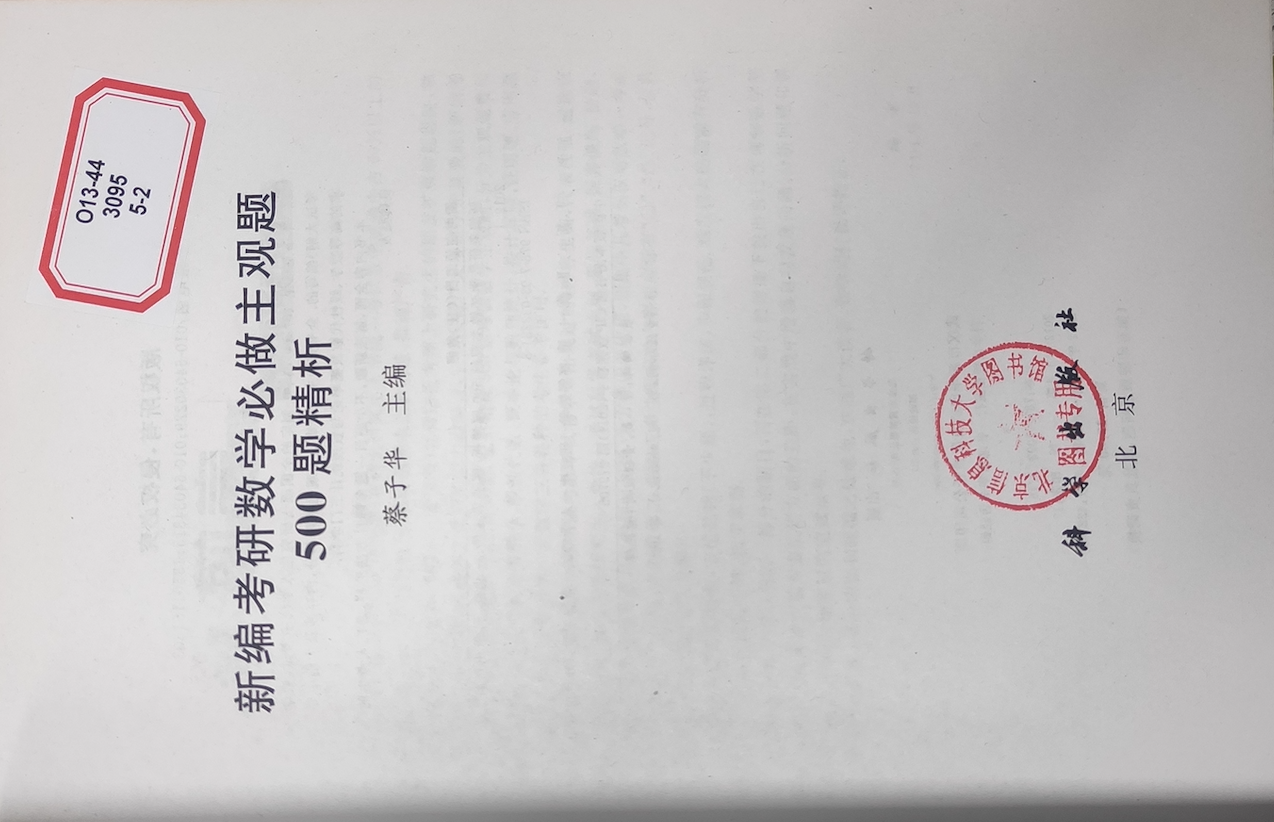 O13-44
3095
5-2
新编考研数学必做主观题
500 题精析
蔡子华 主编
北京信息科技大学图书馆
图书专用
科学出版社
北京